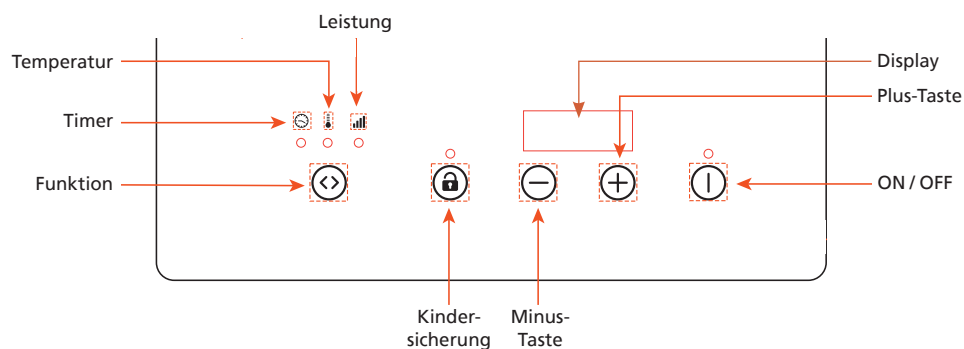 Leistung
Temperatur
Display
Plus-Taste
Timer
Funktion
ON / OFF
Kinder-
sicherung
Minus-
Taste